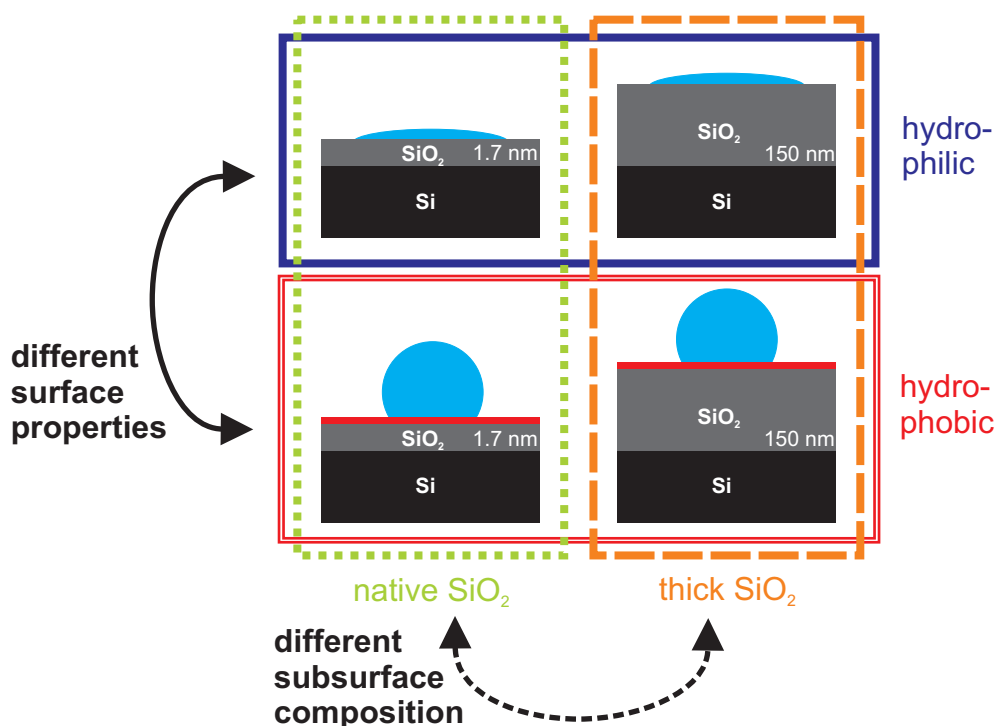 SiO₂ 1.7 nm
Si
SiO₂
150 nm
Si
hydro-
philic
different
surface
properties
SiO₂ 1.7 nm
Si
SiO₂
150 nm
Si
hydro-
phobic
native SiO₂
thick SiO₂
different
subsurface
composition